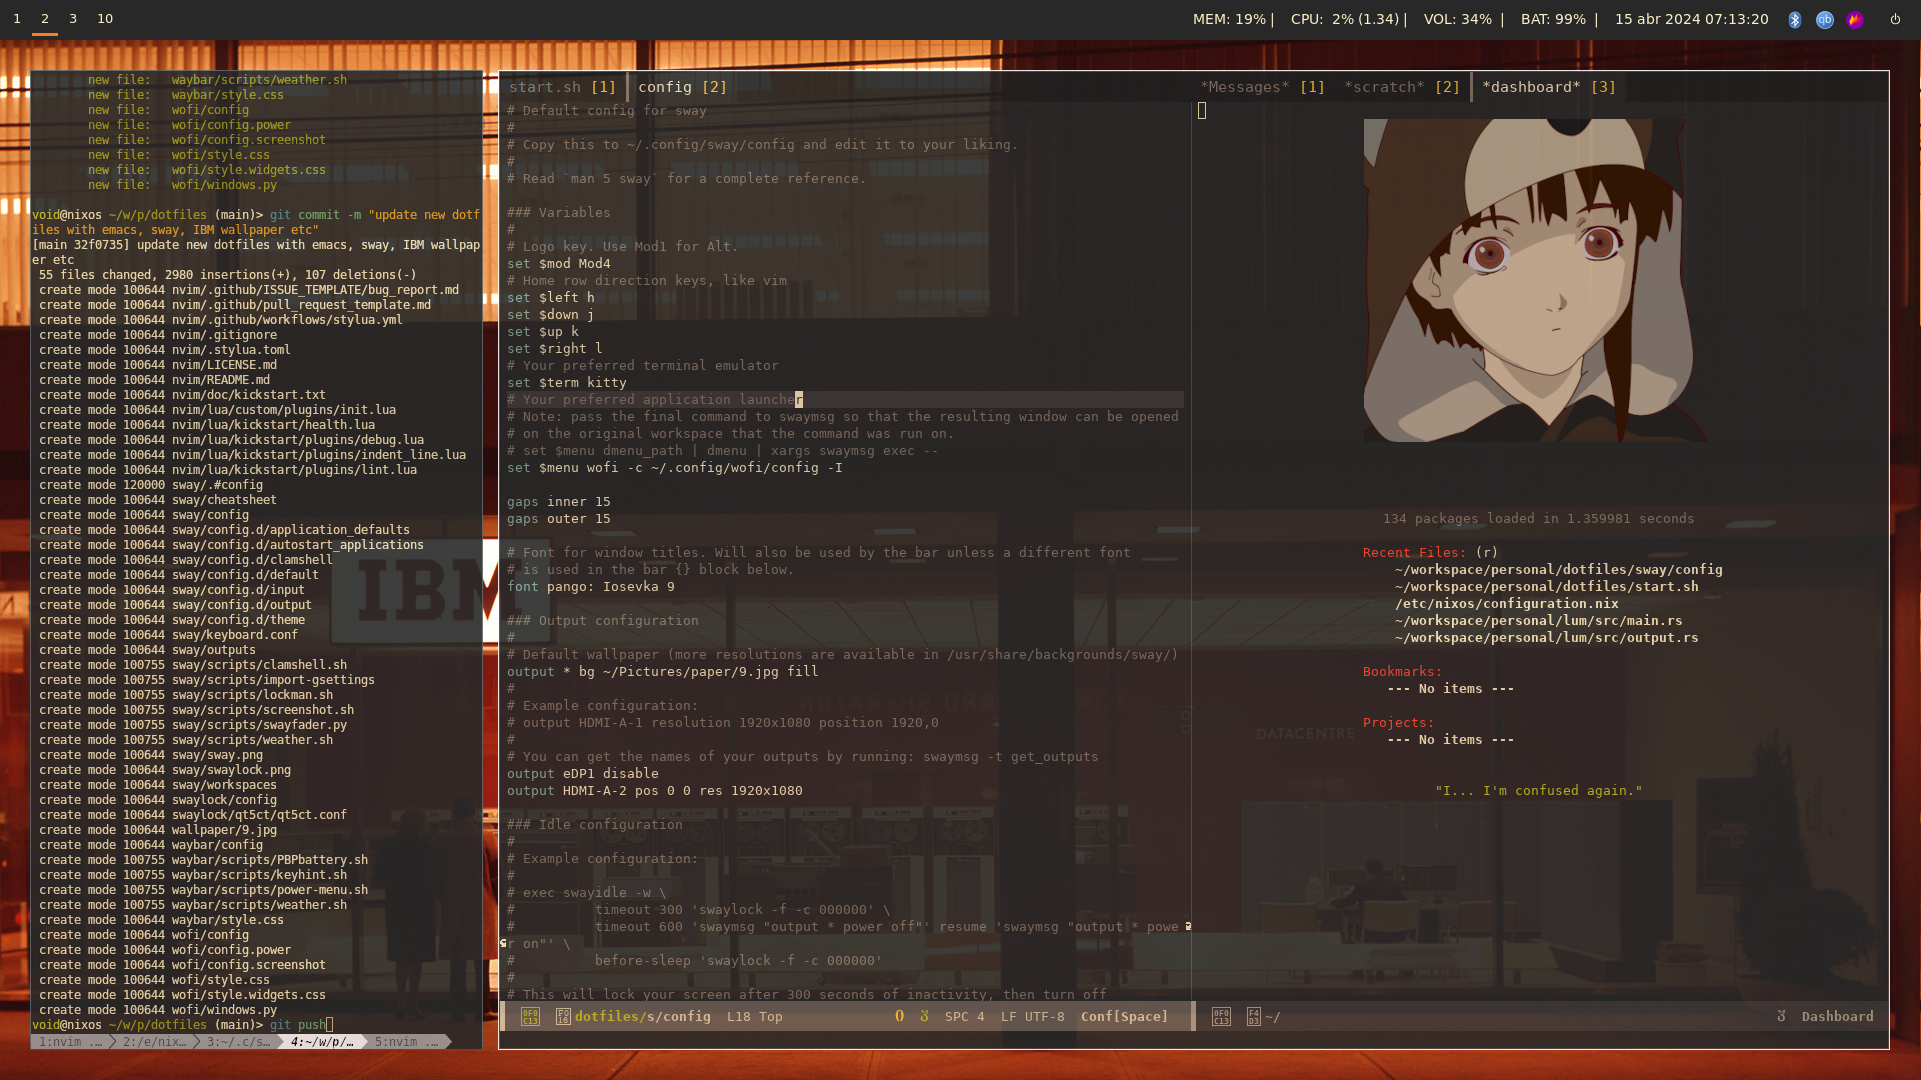 1 2 3 10
MEM: 19% | CPU: 2% (1.34) | VOL: 34% | BAT: 99% | 15 abr 2024 07:13:20
new file: waybar/scripts/weather.sh
new file: waybar/style.css
new file: wofi/config
new file: wofi/config.power
new file: wofi/config.screenshot
new file: wofi/style.css
new file: wofi/style.widgets.css
new file: wofi/windows.py
void@nixos ~/w/p/dotfiles (main)> git commit -m "update new dotf
iles with emacs, sway, IBM wallpaper etc"
[main 32f0735] update new dotfiles with emacs, sway, IBM wallpap
er etc
55 files changed, 2980 insertions(+), 107 deletions(-)
create mode 100644 nvim/.github/ISSUE_TEMPLATE/bug_report.md
create mode 100644 nvim/.github/pull_request_template.md
create mode 100644 nvim/.github/workflows/stylua.yml
create mode 100644 nvim/.gitignore
create mode 100644 nvim/.stylua.toml
create mode 100644 nvim/LICENSE.md
create mode 100644 nvim/README.md
create mode 100644 nvim/doc/kickstart.txt
create mode 100644 nvim/lua/custom/plugins/init.lua
create mode 100644 nvim/lua/kickstart/health.lua
create mode 100644 nvim/lua/kickstart/plugins/debug.lua
create mode 100644 nvim/lua/kickstart/plugins/indent_line.lua
create mode 100644 nvim/lua/kickstart/plugins/lint.lua
create mode 120000 sway/.#config
create mode 100644 sway/cheatsheet
create mode 100644 sway/config
create mode 100644 sway/config.d/application_defaults
create mode 100644 sway/config.d/autostart_applications
create mode 100644 sway/config.d/clamshell
create mode 100644 sway/config.d/default
create mode 100644 sway/config.d/input
create mode 100644 sway/config.d/output
create mode 100644 sway/config.d/theme
create mode 100644 sway/keyboard.conf
create mode 100644 sway/outputs
create mode 100755 sway/scripts/clamshell.sh
create mode 100755 sway/scripts/import-gsettings
create mode 100755 sway/scripts/lockman.sh
create mode 100755 sway/scripts/screenshot.sh
create mode 100755 sway/scripts/swayfader.py
create mode 100755 sway/scripts/weather.sh
create mode 100644 sway/sway.png
create mode 100644 sway/swaylock.png
create mode 100644 sway/workspaces
create mode 100644 swaylock/config
create mode 100644 swaylock/qt5ct/qt5ct.conf
create mode 100644 wallpaper/9.jpg
create mode 100644 waybar/config
create mode 100755 waybar/scripts/PBPbattery.sh
create mode 100755 waybar/scripts/keyhint.sh
create mode 100755 waybar/scripts/power-menu.sh
create mode 100755 waybar/scripts/weather.sh
create mode 100644 waybar/style.css
create mode 100644 wofi/config
create mode 100644 wofi/config.power
create mode 100644 wofi/config.screenshot
create mode 100644 wofi/style.css
create mode 100644 wofi/style.widgets.css
create mode 100644 wofi/windows.py
void@nixos ~/w/p/dotfiles (main)> git push
1:nvim ... 2:/e/nix… 3:~/.c/s… 4:~/w/p/… 5:nvim ...
start.sh [1] config [2]
# Default config for sway
#
# Copy this to ~/.config/sway/config and edit it to your liking.
#
# Read `man 5 sway` for a complete reference.
### Variables
#
# Logo key. Use Mod1 for Alt.
set $mod Mod4
# Home row direction keys, like vim
set $left h
set $down j
set $up k
set $right l
# Your preferred terminal emulator
set $term kitty
# Your preferred application launcher
# Note: pass the final command to swaymsg so that the resulting window can be opened
# on the original workspace that the command was run on.
# set $menu dmenu_path | dmenu | xargs swaymsg exec --
set $menu wofi -c ~/.config/wofi/config -I
gaps inner 15
gaps outer 15
# Font for window titles. Will also be used by the bar unless a different font
# is used in the bar {} block below.
font pango: Iosevka 9
### Output configuration
#
# Default wallpaper (more resolutions are available in /usr/share/backgrounds/sway/)
output * bg ~/Pictures/paper/9.jpg fill
#
# Example configuration:
# output HDMI-A-1 resolution 1920x1080 position 1920,0
#
# You can get the names of your outputs by running: swaymsg -t get_outputs
output eDP1 disable
output HDMI-A-2 pos 0 0 res 1920x1080
### Idle configuration
#
# Example configuration:
#
# exec swayidle -w \
# timeout 300 'swaylock -f -c 000000' \
# timeout 600 'swaymsg "output * power off"' resume 'swaymsg "output * powe
r on"' \
# before-sleep 'swaylock -f -c 000000'
#
# This will lock your screen after 300 seconds of inactivity, then turn off
dotfiles/s/config L18 Top SPC 4 LF UTF-8 Conf[Space]
*Messages* [1] *scratch* [2] *dashboard* [3]
134 packages loaded in 1.359981 seconds
Recent Files: (r)
~/workspace/personal/dotfiles/sway/config
~/workspace/personal/dotfiles/start.sh
/etc/nixos/configuration.nix
~/workspace/personal/lum/src/main.rs
~/workspace/personal/lum/src/output.rs
Bookmarks:
--- No items ---
Projects:
--- No items ---
"I... I'm confused again."
~/ Dashboard
IBM
DATACENTRE